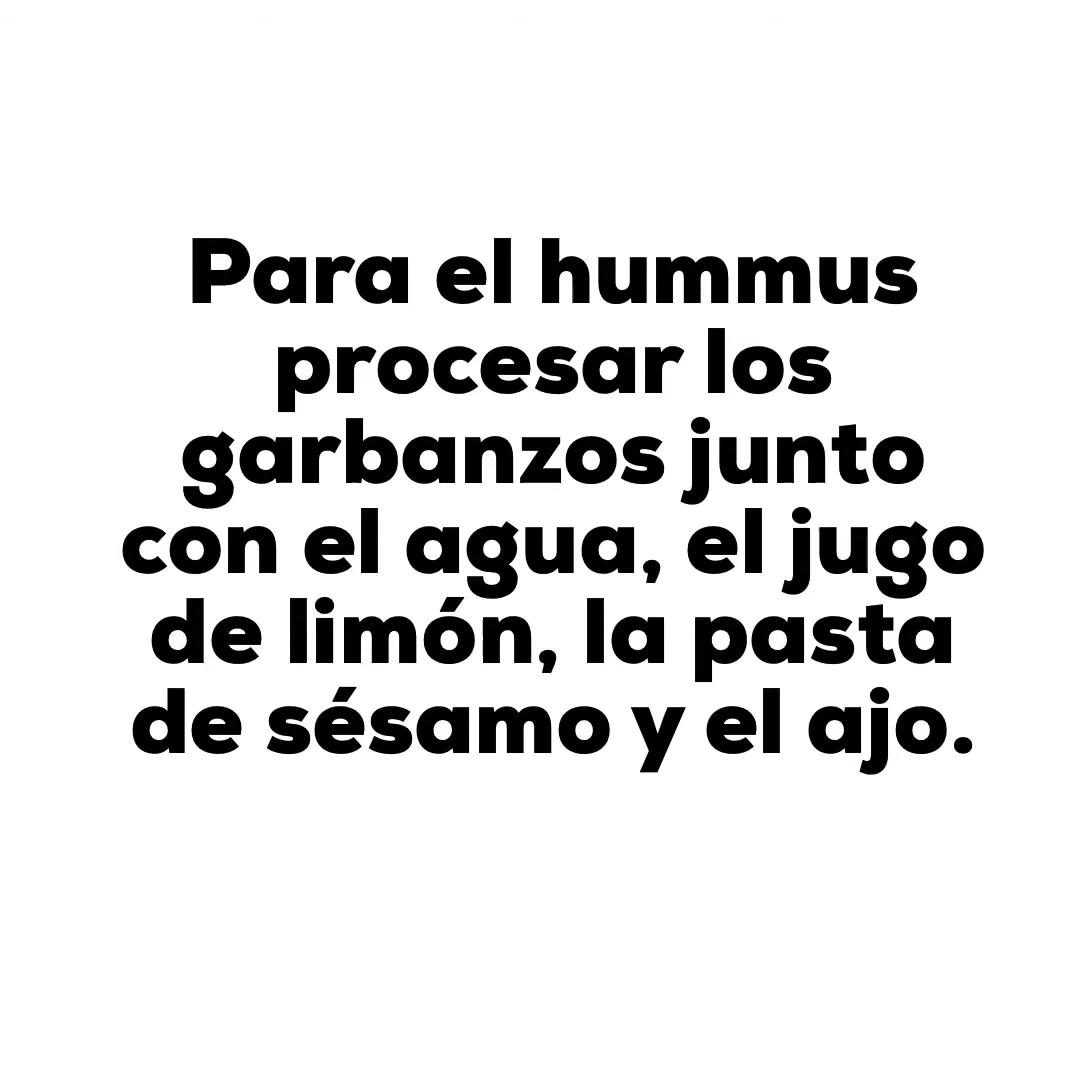 Para el hummus
procesar los
garbanzos junto
con el agua, el jugo
de limón, la pasta
de sésamo y el ajo.